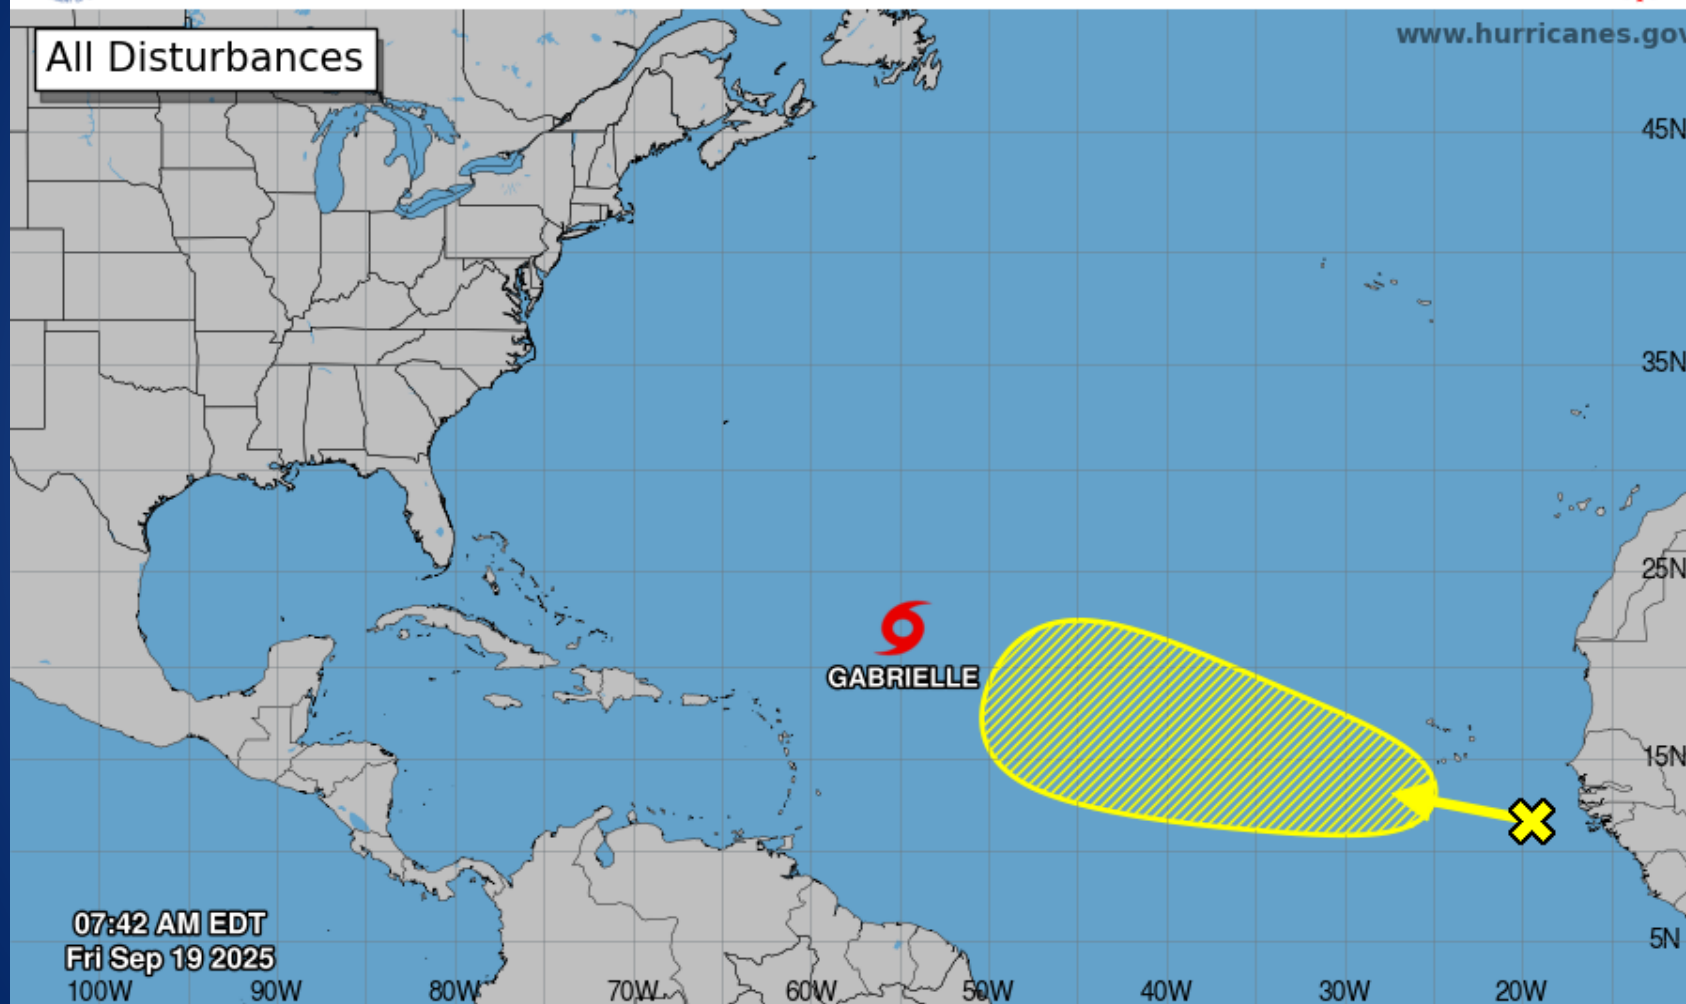 All Disturbances
www.hurricanes.gov
45N
35N
25N
GABRIELLE
15N
07:42 AM EDT
Fri Sep 19 2025
5N
100W 90W 80W 70W 60W 50W 40W 30W 20W